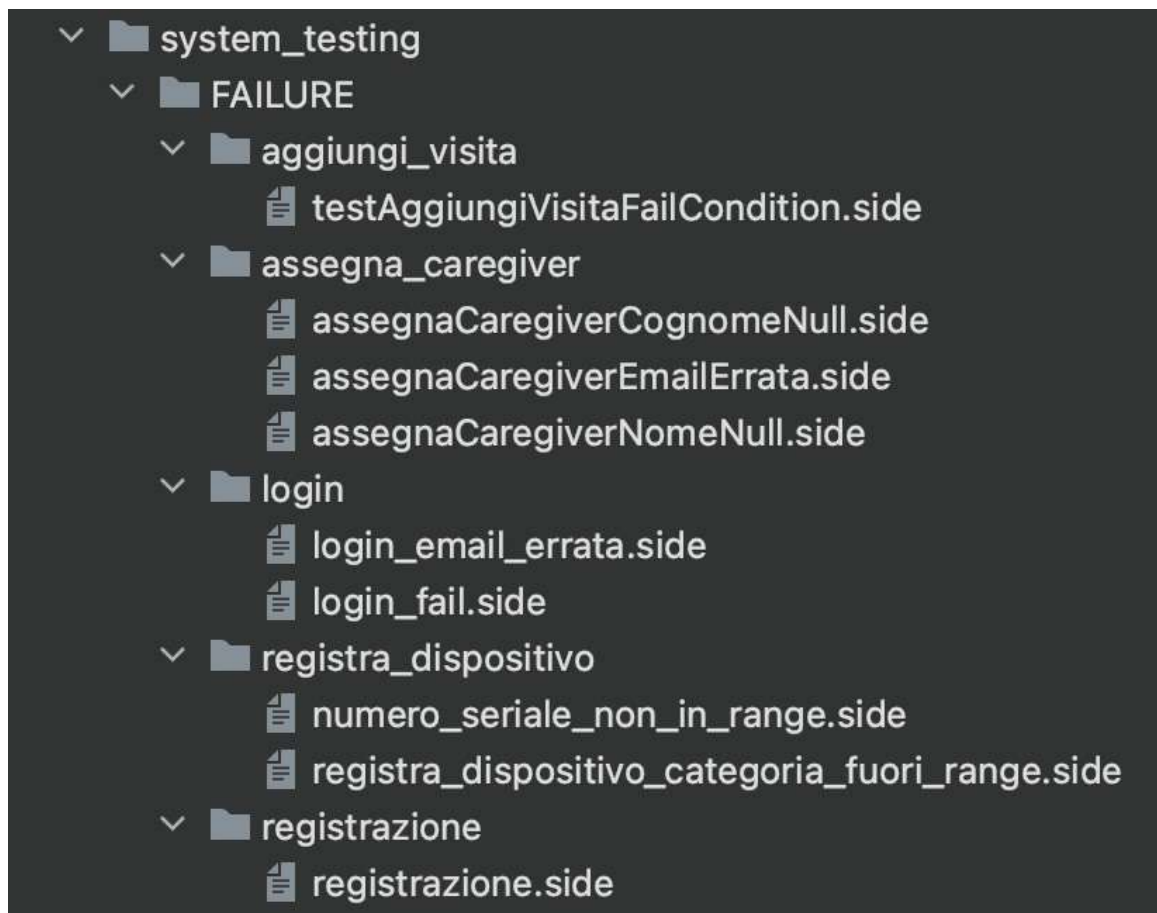 system_testing
FAILURE
aggiungi_visita
testAggiungiVisitaFailCondition.side
assegna_caregiver
assegnaCaregiverCognomeNull.side
assegnaCaregiverEmailErrata.side
assegnaCaregiverNomeNull.side
login
login_email_errata.side
login_fail.side
registra_dispositivo
numero_seriale_non_in_range.side
registra_dispositivo_categoria_fuori_range.side
registrazione
registrazione.side